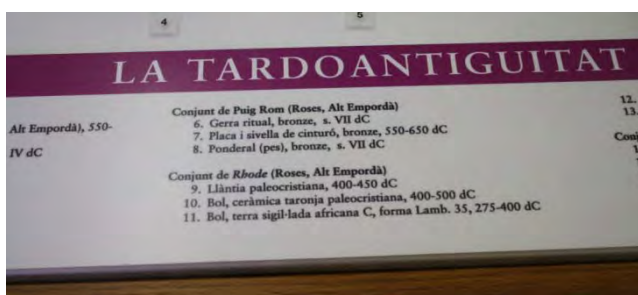 4
5
LA TARDOANTIGUITAT
Alt Empordà), 550-
IV dC
Conjunt de Puig Rom (Roses, Alt Empordà)
6. Gerra ritual, bronze, s. VII dC
7. Placa i sivella de cinturó, bronze, 550-650 dC
8. Ponderal (pes), bronze, s. VII dC
Conjunt de Rhode (Roses, Alt Empordà)
9. Llàntia paleocristiana, 400-450 dC
10. Bol, ceràmica taronja paleocristiana, 400-500 dC
11. Bol, terra sigil·lada africana C, forma Lamb. 35, 275-400 dC
12.
13.